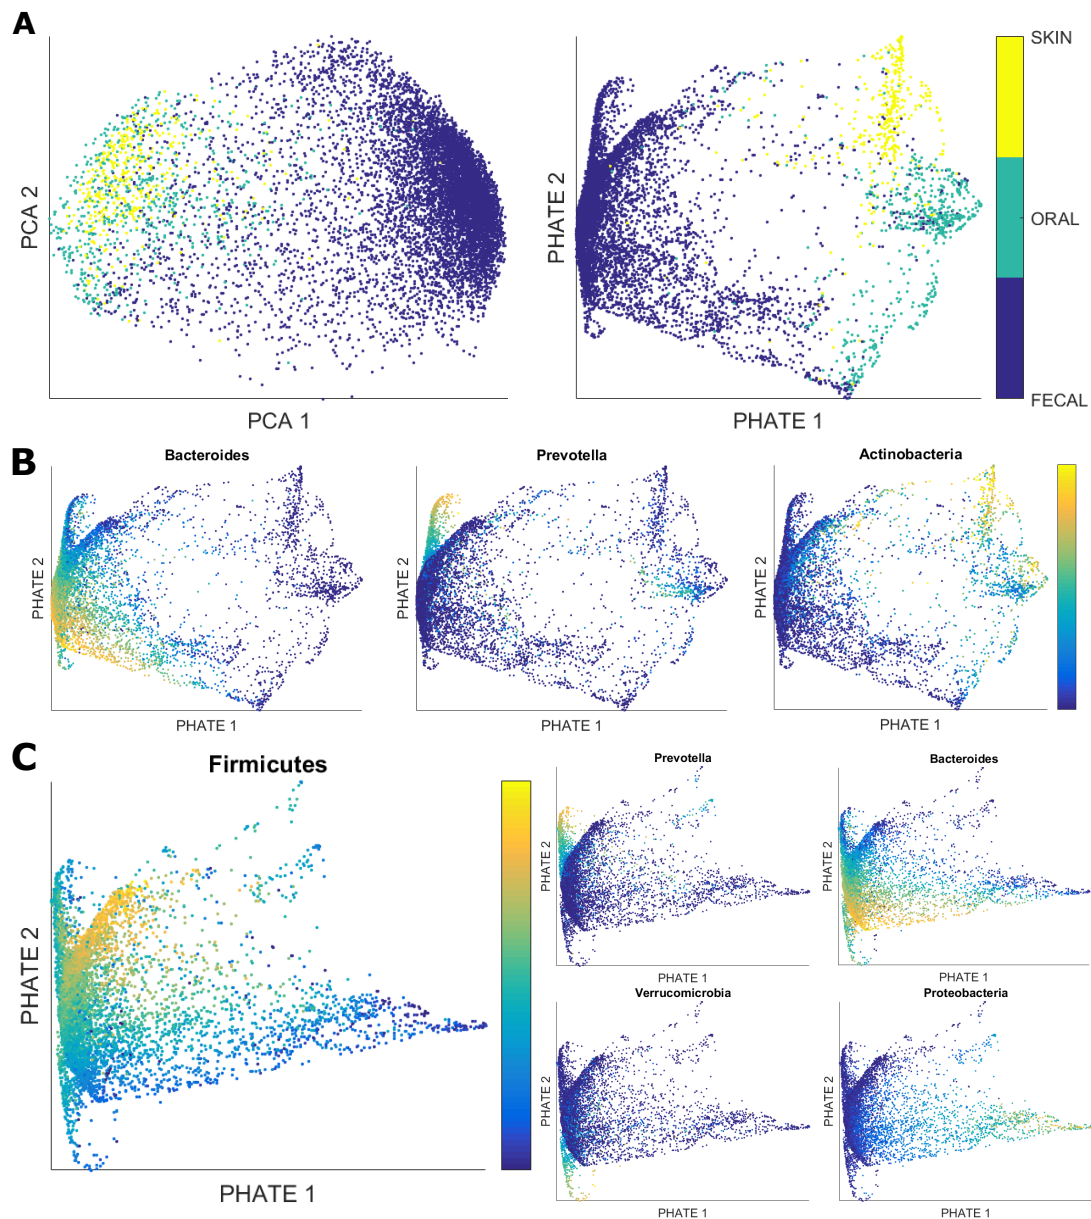 A
PCA 2
PCA 1
PHATE 2
PHATE 1
SKIN
ORAL
FECAL
B
Bacteroides
PHATE 2
PHATE 1
Prevotella
PHATE 2
PHATE 1
Actinobacteria
PHATE 2
PHATE 1
C
Firmicutes
PHATE 2
PHATE 1
Prevotella
PHATE 2
PHATE 1
Bacteroides
PHATE 2
PHATE 1
Verrucomicrobia
PHATE 2
PHATE 1
Proteobacteria
PHATE 2
PHATE 1